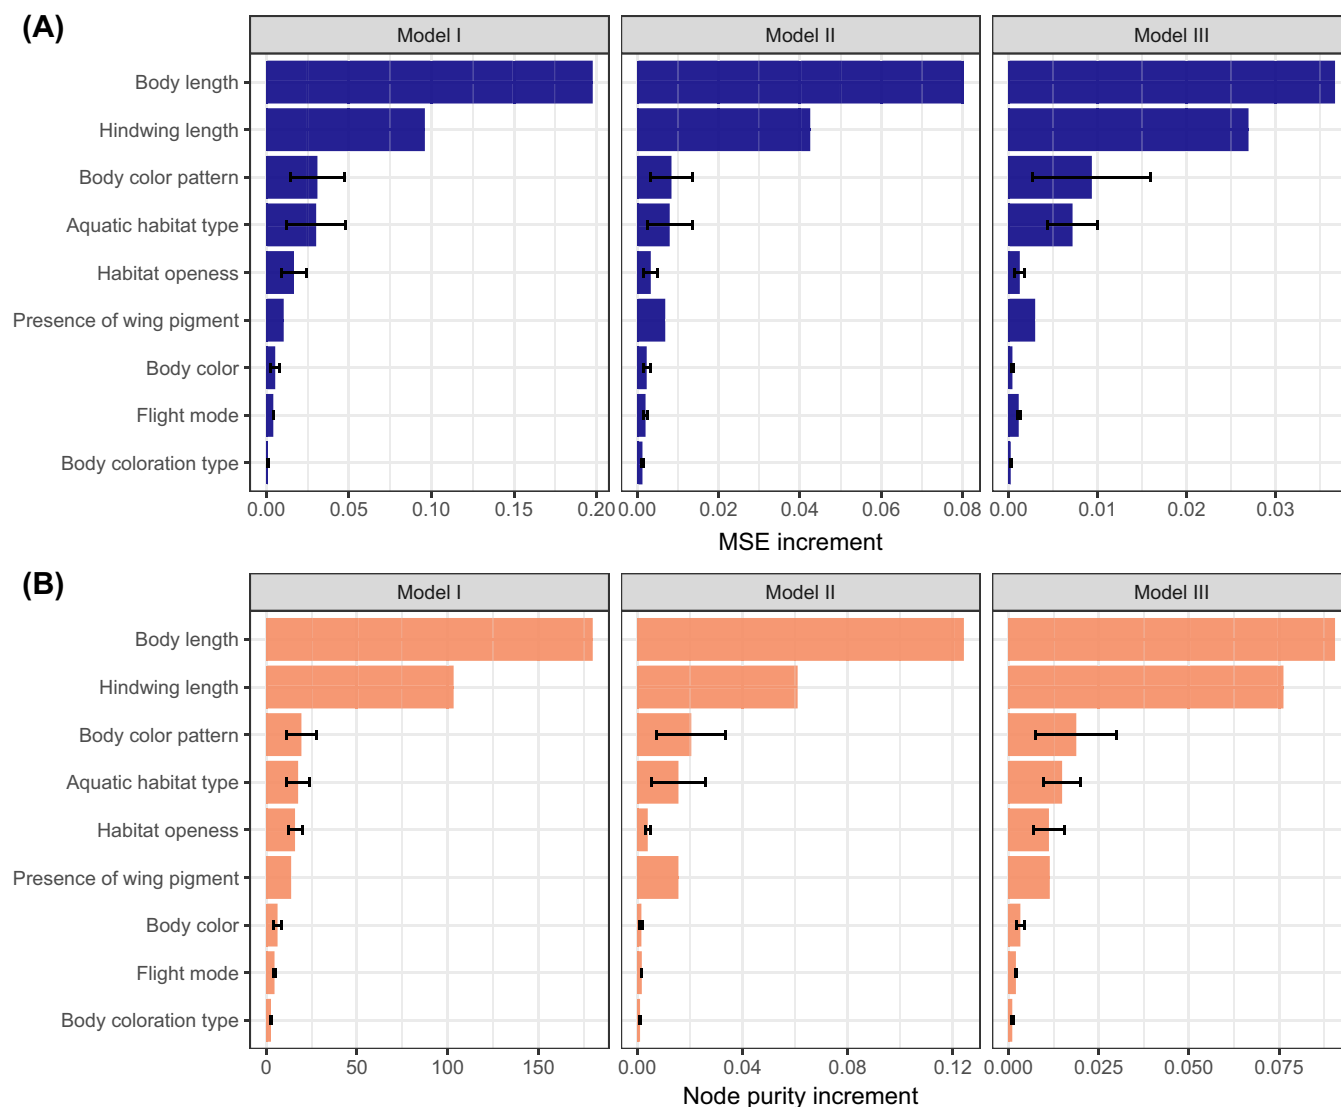 (A)
Model I
Model II
Model III
Body length
Hindwing length
Body color pattern
Aquatic habitat type
Habitat openess
Presence of wing pigment
Body color
Flight mode
Body coloration type
0.00 0.05 0.10 0.15 0.20
0.00 0.02 0.04 0.06 0.08
0.00 0.01 0.02 0.03
MSE increment
(B)
Model I
Model II
Model III
Body length
Hindwing length
Body color pattern
Aquatic habitat type
Habitat openess
Presence of wing pigment
Body color
Flight mode
Body coloration type
0 50 100 150
0.00 0.04 0.08 0.12
0.000 0.025 0.050 0.075
Node purity increment